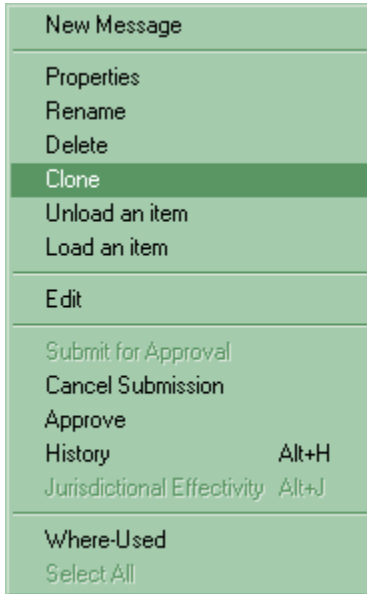 New Message
Properties
Rename
Delete
Clone
Unload an item
Load an item
Edit
Submit for Approval
Cancel Submission
Approve
History Alt+H
Jurisdictional Effectivity Alt+J
Where-Used
Select All